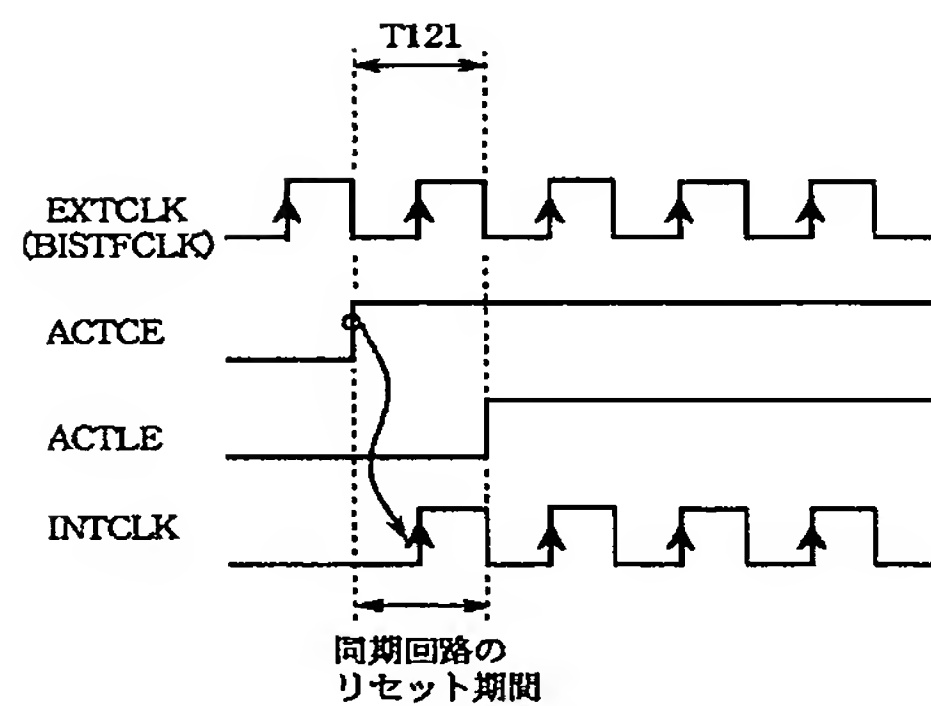 T121
EXTCLK
(BISTFCLK)
ACTCE
ACTLE
INTCLK
同期回路の
リセット期間